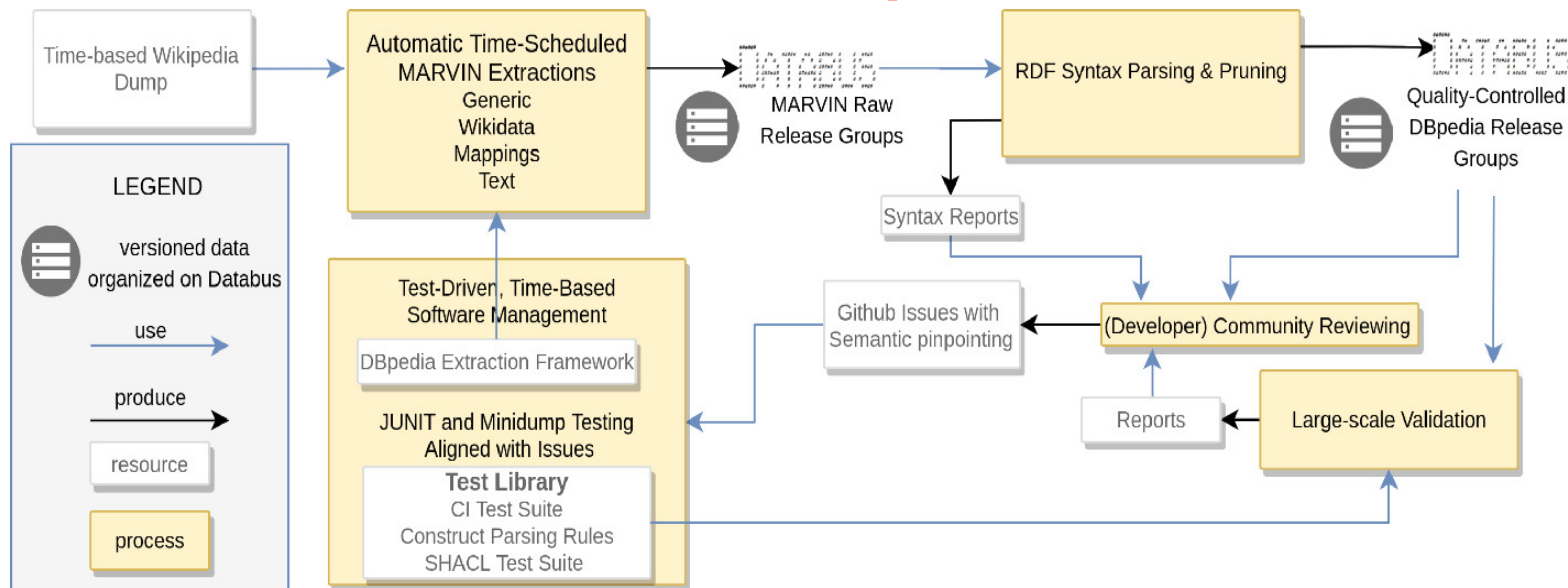 Time-based Wikipedia
Dump
Automatic Time-Scheduled
MARVIN Extractions
Generic
Wikidata
Mappings
Text
DATABUS
MARVIN Raw
Release Groups
RDF Syntax Parsing & Pruning
DATABUS
Quality-Controlled
DBpedia Release
Groups
LEGEND
versioned data
organized on Databus
use
produce
resource
process
Syntax Reports
Test-Driven, Time-Based
Software Management
DBpedia Extraction Framework
JUNIT and Minidump Testing
Aligned with Issues
Test Library
CI Test Suite
Construct Parsing Rules
SHACL Test Suite
Github Issues with
Semantic pinpointing
(Developer) Community Reviewing
Reports
Large-scale Validation